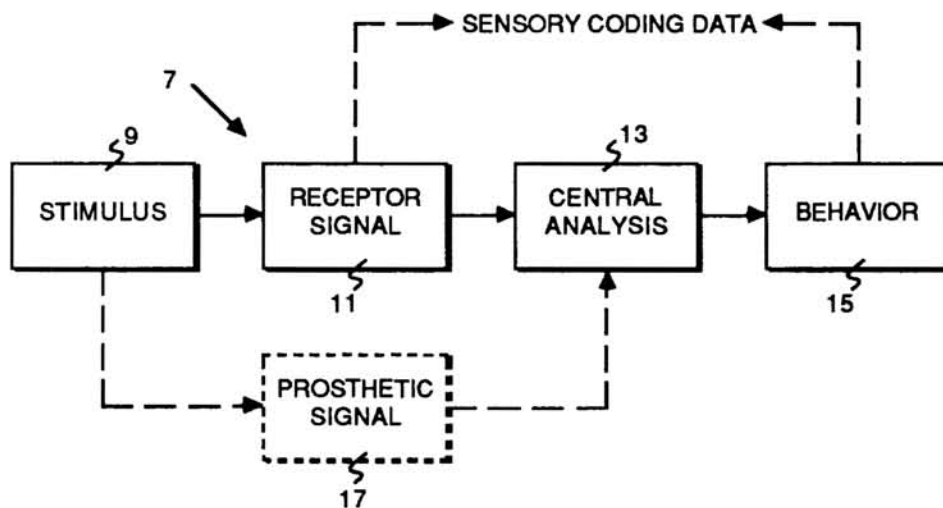 SENSORY CODING DATA
7
9
13
STIMULUS
RECEPTOR
SIGNAL
CENTRAL
ANALYSIS
BEHAVIOR
11
15
PROSTHETIC
SIGNAL
17